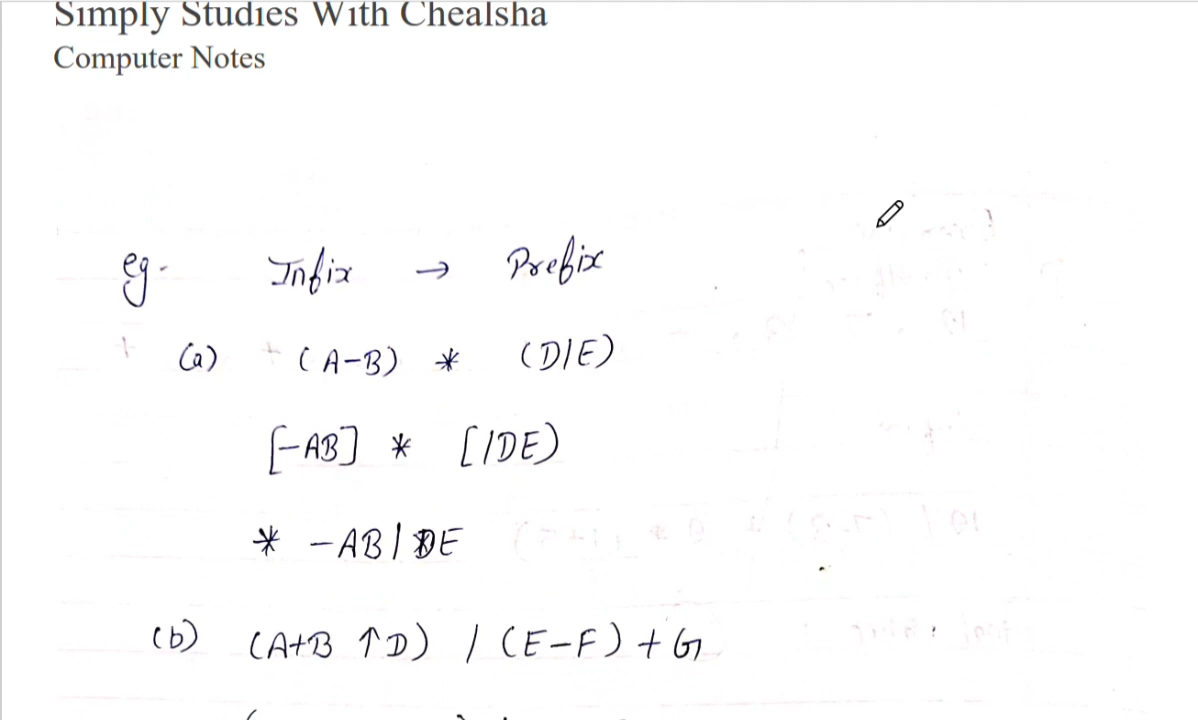 Simply Studies With Chealsha
Computer Notes
eg- Infix → Prefix
(a) (A-B) * (D/E)
[-AB] * [/DE)
* -AB/DE
(b) (A+B ↑D) / (E-F) + G